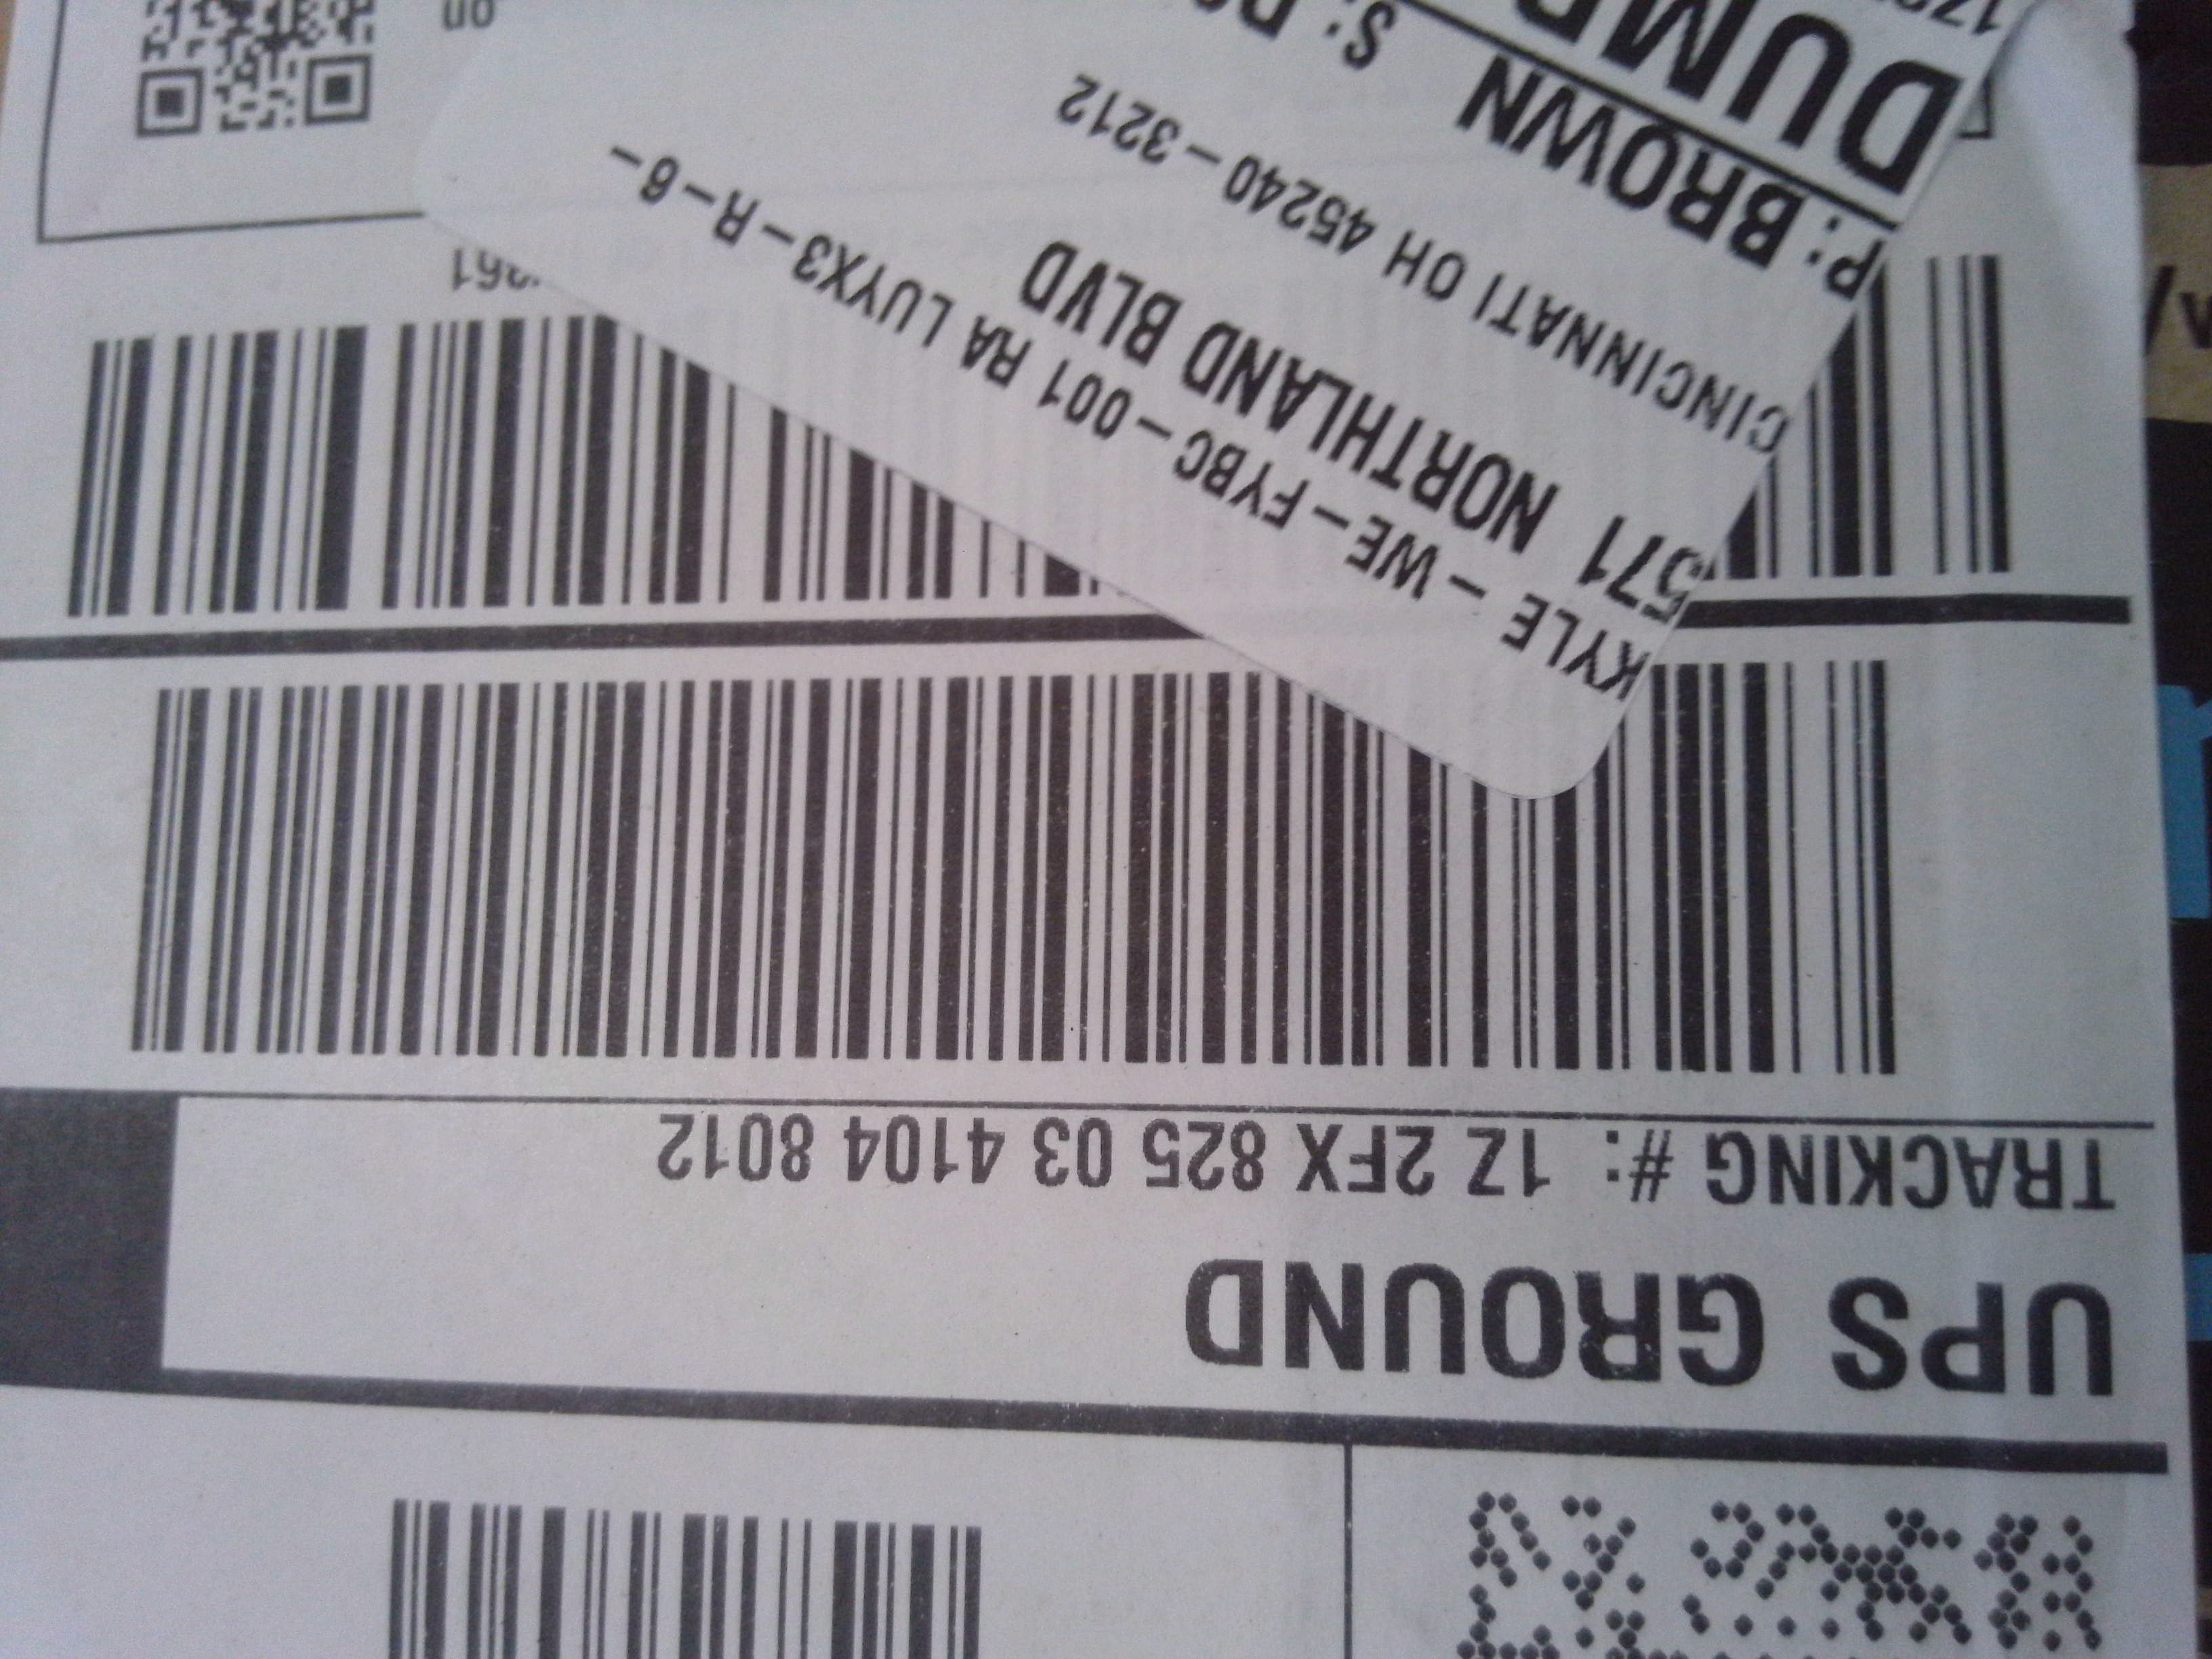 UPS GROUND
TRACKING #: 1Z 2FX 825 03 4104 8012
KYLE - WE-FYBC-001 RA LUYX3-R-6-
571 NORTHLAND BLVD
CINCINNATI OH 45240-3212
P: BROWN S: